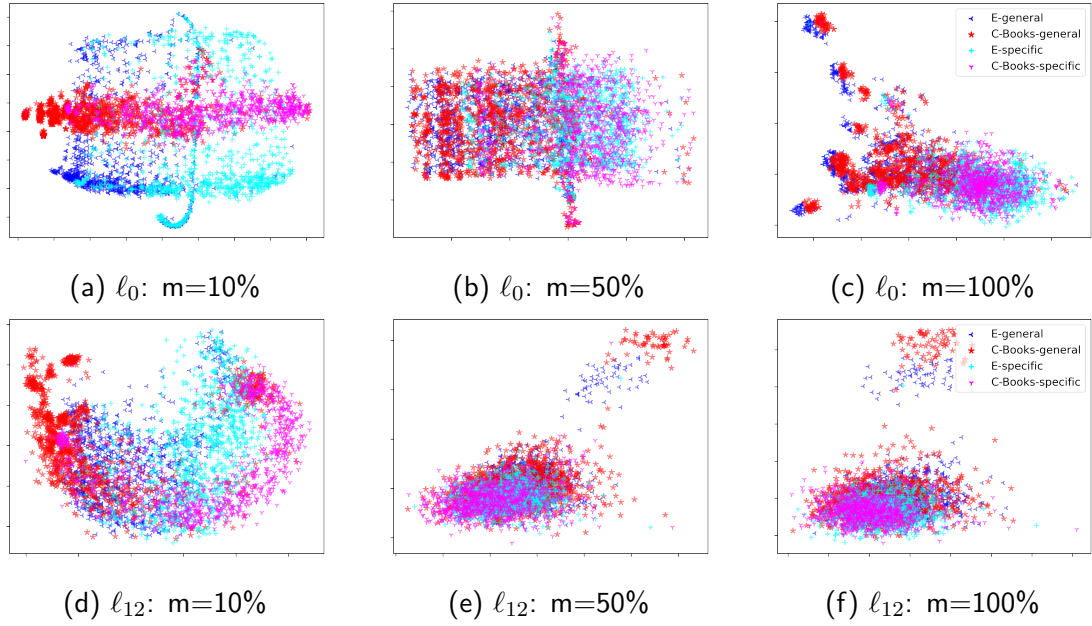 E-general
C-Books-general
E-specific
C-Books-specific
(a) ℓ₀: m=10%
(b) ℓ₀: m=50%
(c) ℓ₀: m=100%
E-general
C-Books-general
E-specific
C-Books-specific
(d) ℓ₁₂: m=10%
(e) ℓ₁₂: m=50%
(f) ℓ₁₂: m=100%